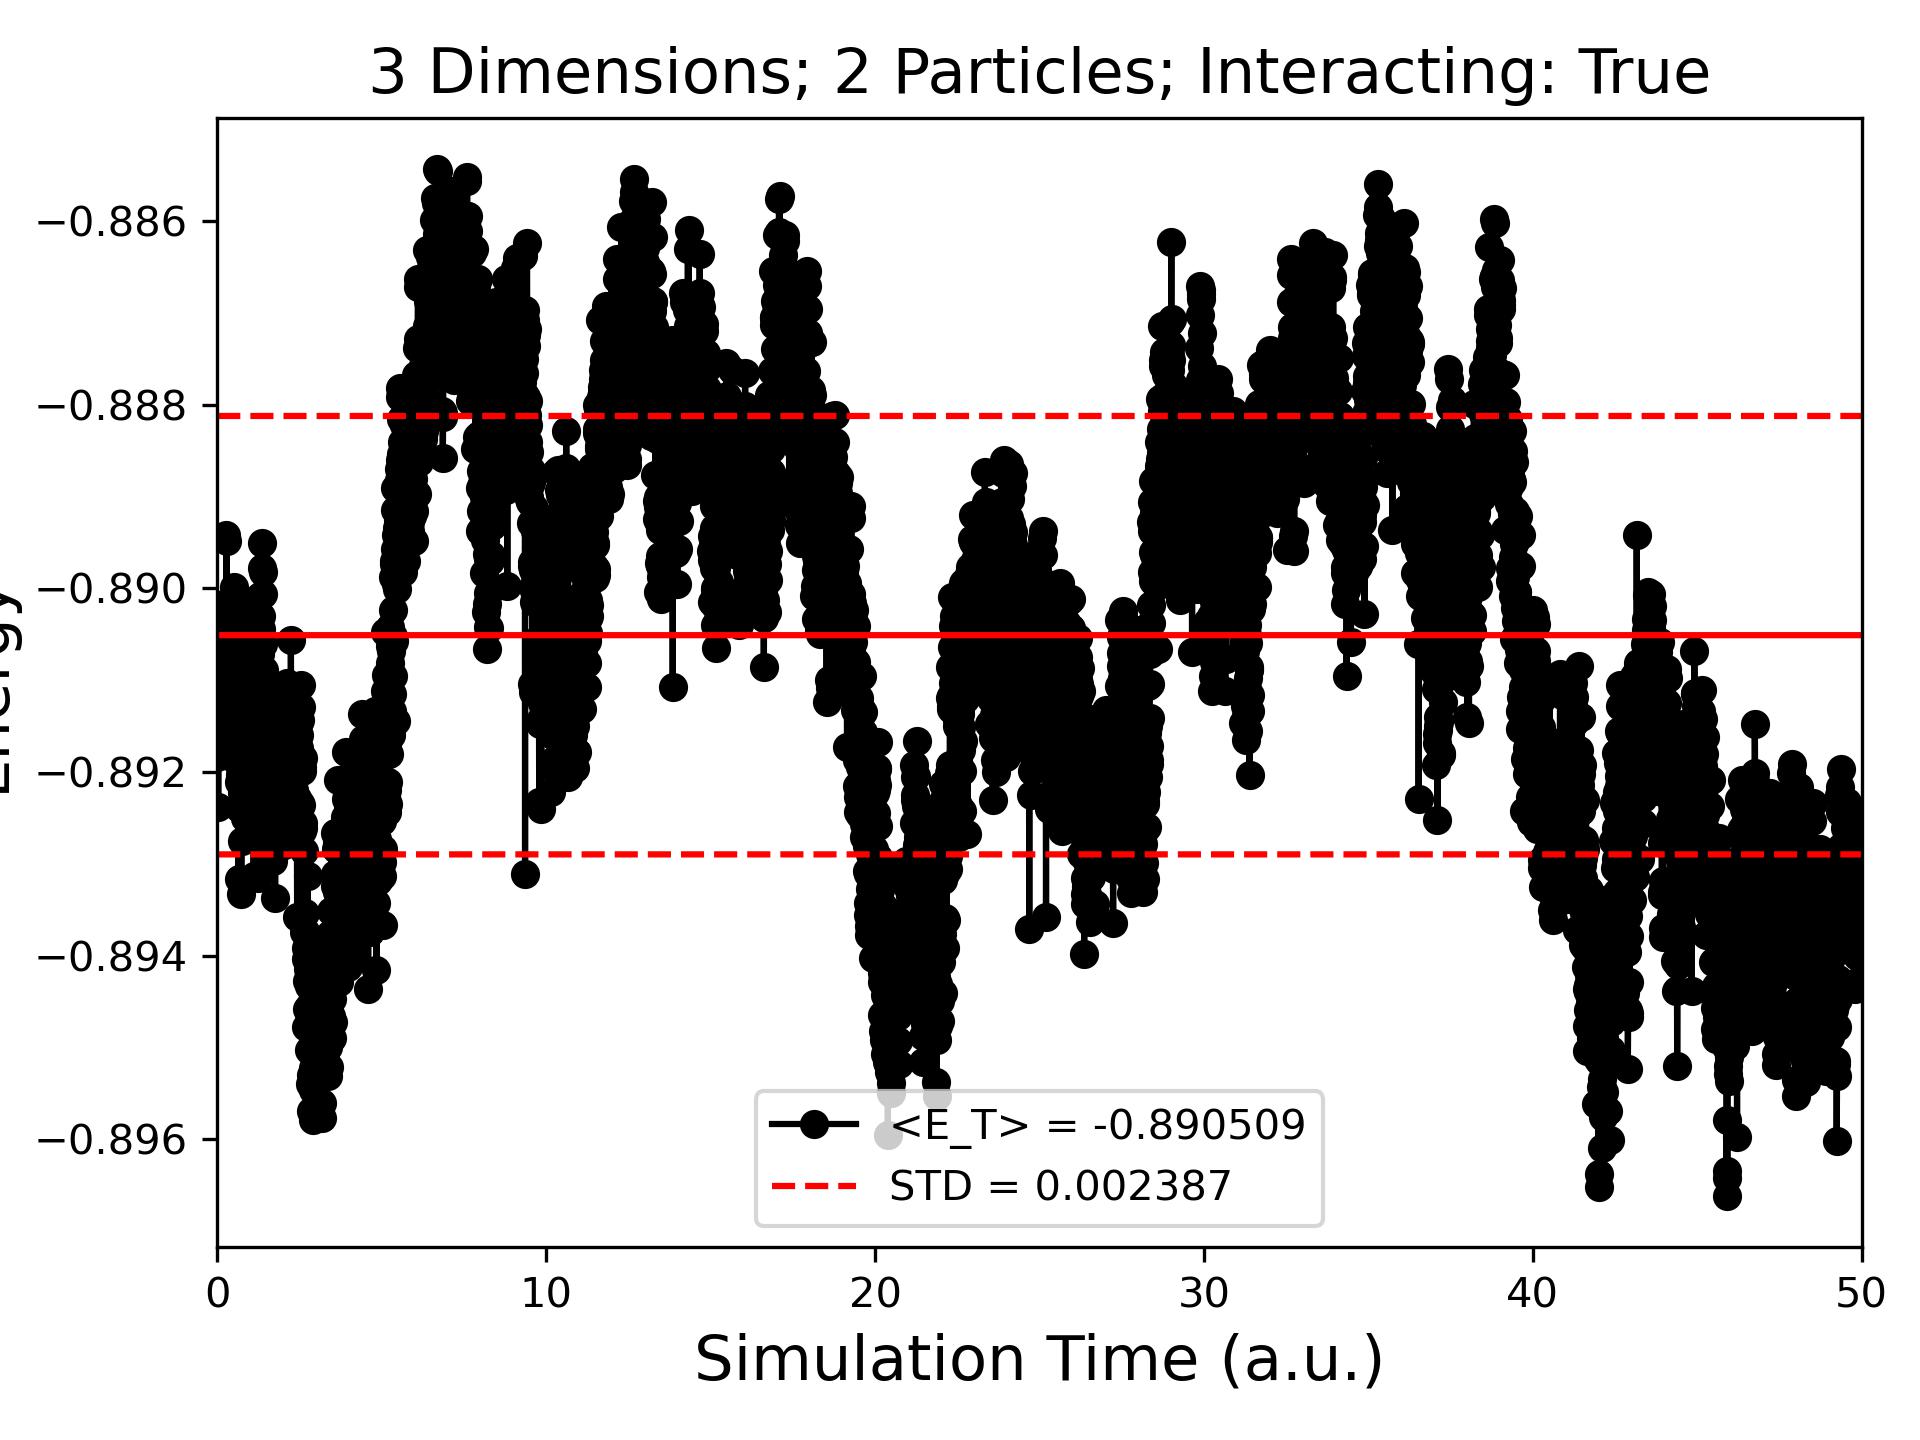 3 Dimensions; 2 Particles; Interacting: True
−0.886
−0.888
−0.890
−0.892
−0.894
−0.896
<E_T> = -0.890509
STD = 0.002387
0 10 20 30 40 50
Simulation Time (a.u.)